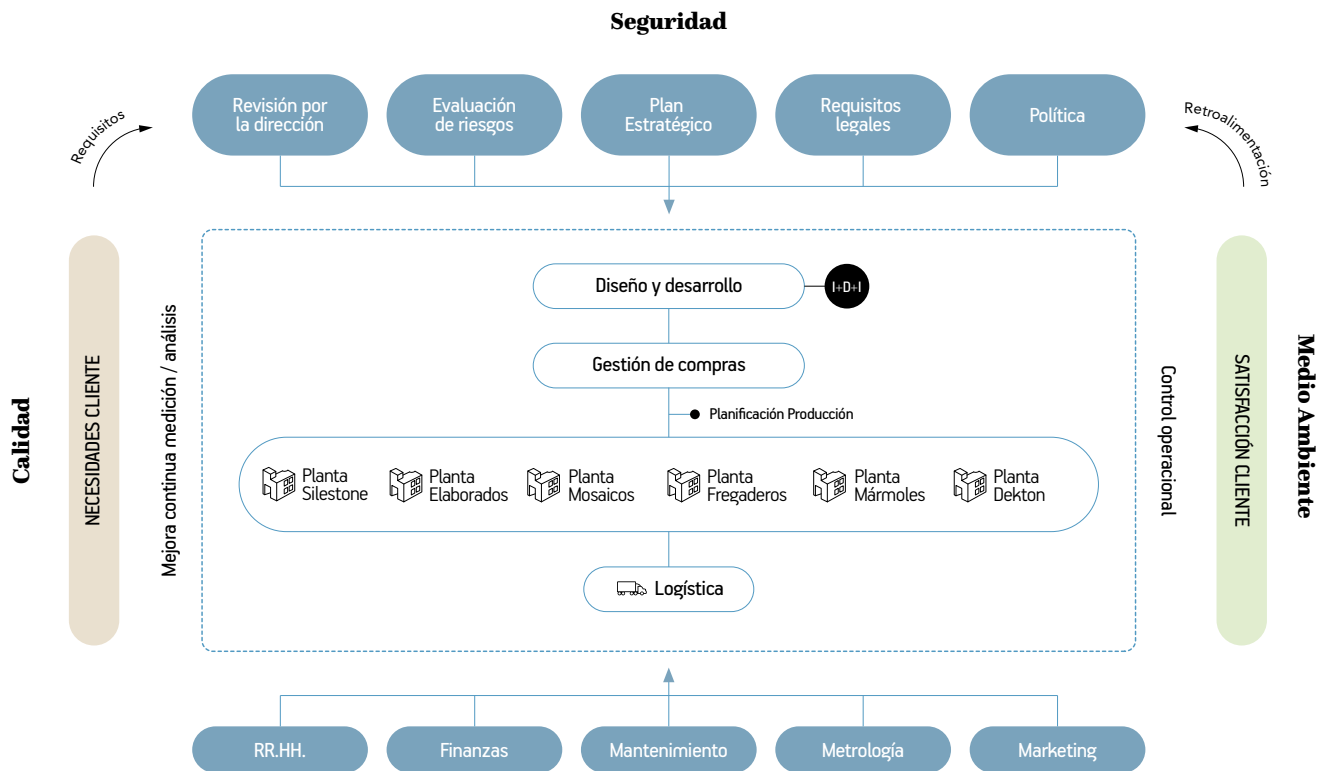 Seguridad
Revisión por
la dirección
Evaluación
de riesgos
Plan
Estratégico
Requisitos
legales
Política
Requisitos
Retroalimentación
Calidad
NECESIDADES CLIENTE
Mejora continua medición / análisis
Diseño y desarrollo
I+D+I
Gestión de compras
Planificación Producción
Planta
Silestone
Planta
Elaborados
Planta
Mosaicos
Planta
Fregaderos
Planta
Mármoles
Planta
Dekton
Logística
Control operacional
SATISFACCIÓN CLIENTE
Medio Ambiente
RR.HH.
Finanzas
Mantenimiento
Metrología
Marketing